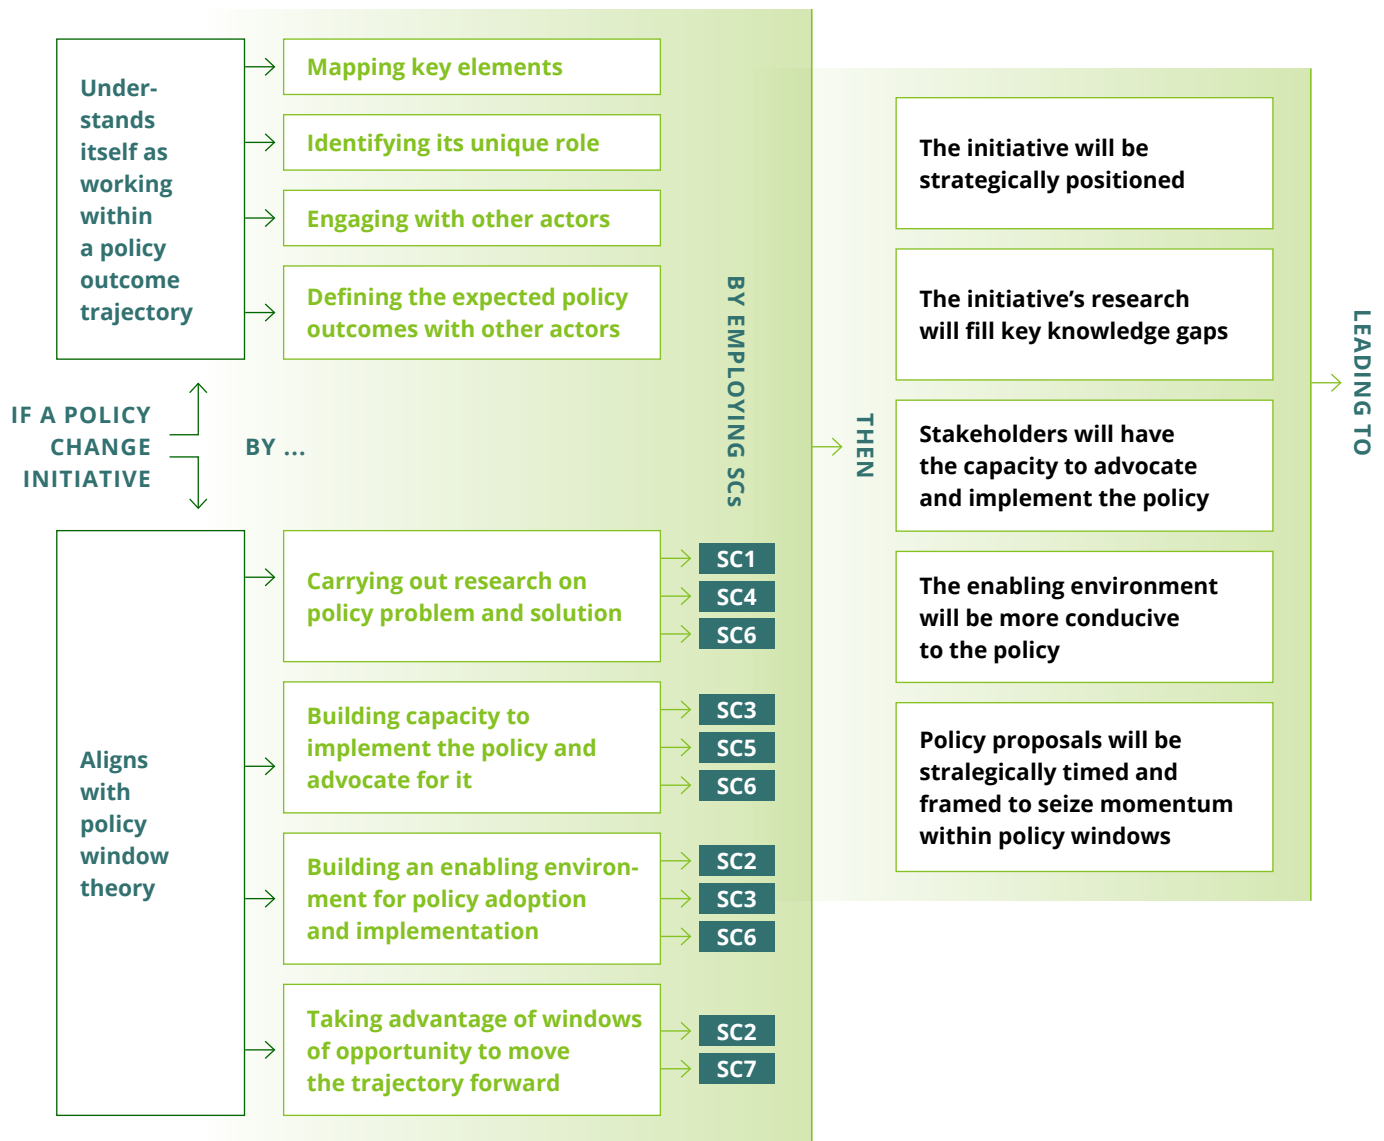 Under-
stands
itself as
working
within
a policy
outcome
trajectory
Mapping key elements
Identifying its unique role
Engaging with other actors
Defining the expected policy
outcomes with other actors
IF A POLICY
CHANGE
INITIATIVE
BY ...
Aligns
with
policy
window
theory
Carrying out research on
policy problem and solution
Building capacity to
implement the policy and
advocate for it
Building an enabling environ-
ment for policy adoption
and implementation
Taking advantage of windows
of opportunity to move
the trajectory forward
BY EMPLOYING SCs
SC1
SC4
SC6
SC3
SC5
SC6
SC2
SC3
SC6
SC2
SC7
THEN
The initiative will be
strategically positioned
The initiative’s research
will fill key knowledge gaps
Stakeholders will have
the capacity to advocate
and implement the policy
The enabling environment
will be more conducive
to the policy
Policy proposals will be
stralegically timed and
framed to seize momentum
within policy windows
LEADING TO